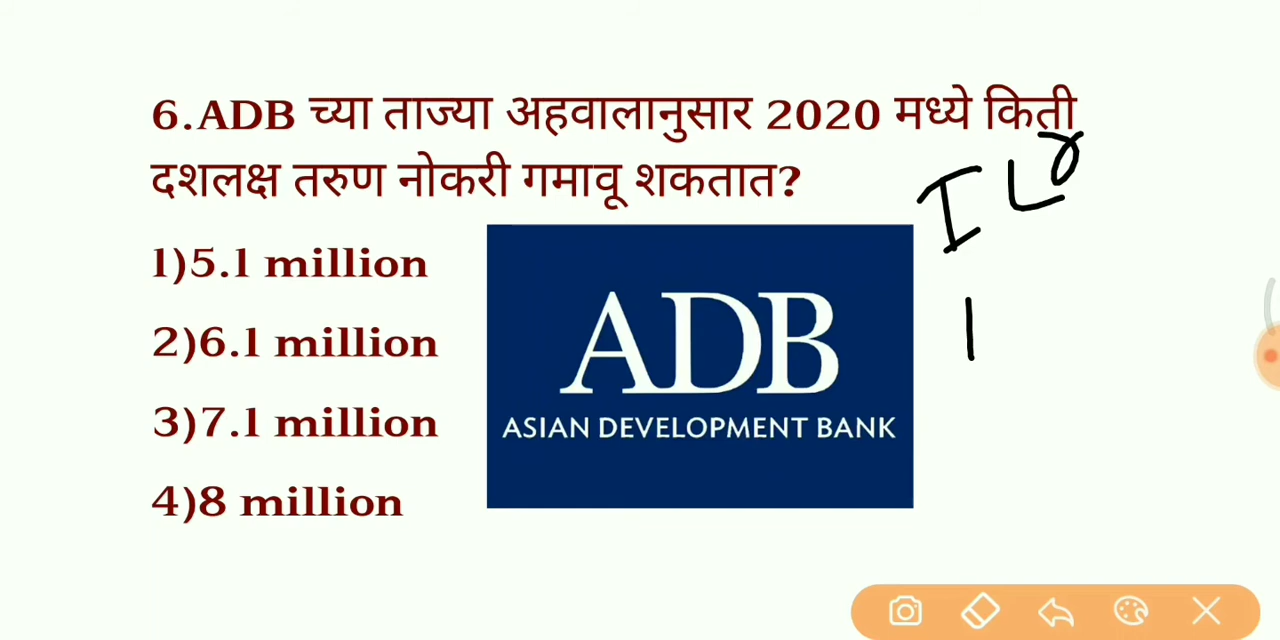 6.ADB च्या ताज्या अहवालानुसार 2020 मध्ये किती
दशलक्ष तरुण नोकरी गमावू शकतात?
1)5.1 million
2)6.1 million
3)7.1 million
4)8 million
ADB
ASIAN DEVELOPMENT BANK